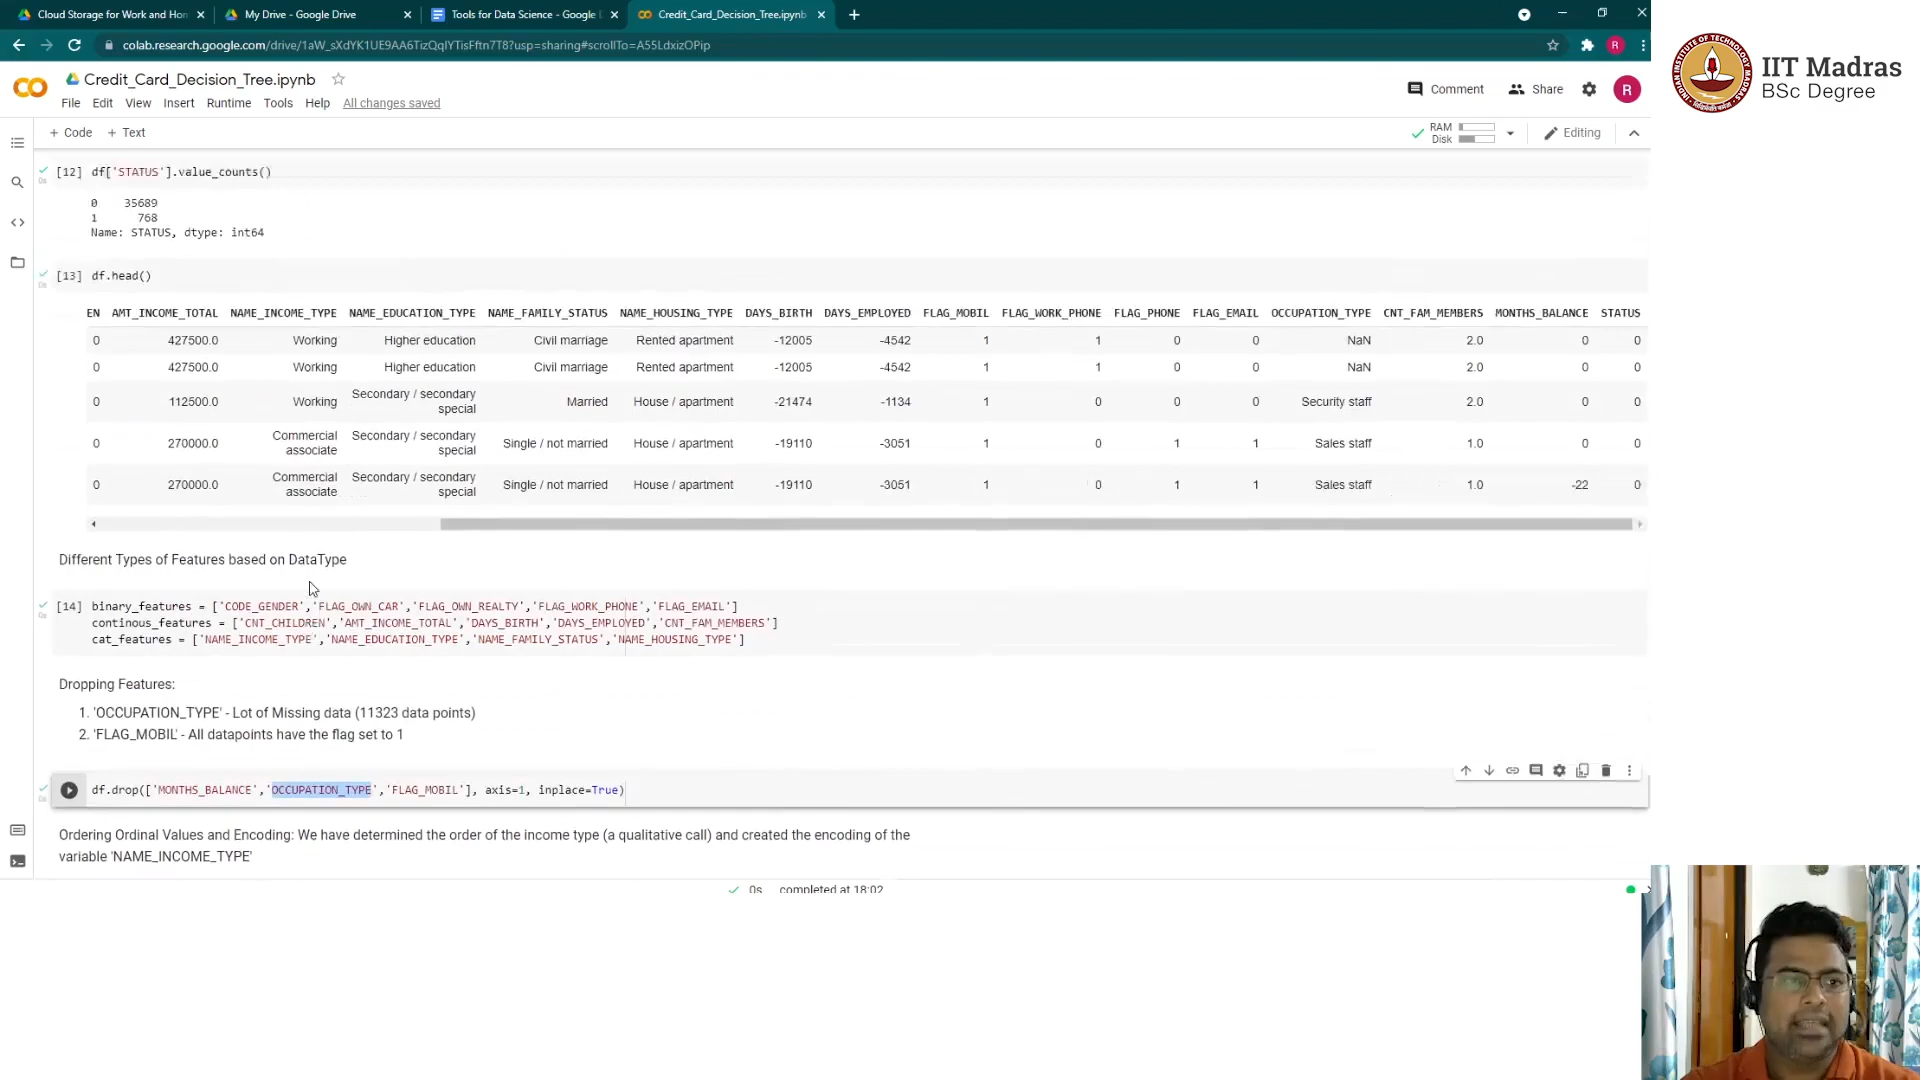 Cloud Storage for Work and Hom
My Drive - Google Drive
Tools for Data Science - Google D
Credit_Card_Decision_Tree.ipynb
colab.research.google.com/drive/1aW_sXdYK1UE9AA6TizQqIYTisFftn7T8?usp=sharing#scrollTo=A55LdxizOPip
R
IIT Madras
BSc Degree
Credit_Card_Decision_Tree.ipynb
File Edit View Insert Runtime Tools Help All changes saved
Comment Share R
+ Code + Text
RAM
Disk
Editing
[12] df['STATUS'].value_counts()
0 35689
1 768
Name: STATUS, dtype: int64
[13] df.head()
EN AMT_INCOME_TOTAL NAME_INCOME_TYPE NAME_EDUCATION_TYPE NAME_FAMILY_STATUS NAME_HOUSING_TYPE DAYS_BIRTH DAYS_EMPLOYED FLAG_MOBIL FLAG_WORK_PHONE FLAG_PHONE FLAG_EMAIL OCCUPATION_TYPE CNT_FAM_MEMBERS MONTHS_BALANCE STATUS
0 427500.0 Working Higher education Civil marriage Rented apartment -12005 -4542 1 1 0 0 NaN 2.0 0 0
0 427500.0 Working Higher education Civil marriage Rented apartment -12005 -4542 1 1 0 0 NaN 2.0 0 0
0 112500.0 Working Secondary / secondary special Married House / apartment -21474 -1134 1 0 0 0 Security staff 2.0 0 0
0 270000.0 Commercial associate Secondary / secondary special Single / not married House / apartment -19110 -3051 1 0 1 1 Sales staff 1.0 0 0
0 270000.0 Commercial associate Secondary / secondary special Single / not married House / apartment -19110 -3051 1 0 1 1 Sales staff 1.0 -22 0
Different Types of Features based on DataType
[14] binary_features = ['CODE_GENDER','FLAG_OWN_CAR','FLAG_OWN_REALTY','FLAG_WORK_PHONE','FLAG_EMAIL']
continous_features = ['CNT_CHILDREN','AMT_INCOME_TOTAL','DAYS_BIRTH','DAYS_EMPLOYED','CNT_FAM_MEMBERS']
cat_features = ['NAME_INCOME_TYPE','NAME_EDUCATION_TYPE','NAME_FAMILY_STATUS','NAME_HOUSING_TYPE']
Dropping Features:
1. 'OCCUPATION_TYPE' - Lot of Missing data (11323 data points)
2. 'FLAG_MOBIL' - All datapoints have the flag set to 1
df.drop(['MONTHS_BALANCE','OCCUPATION_TYPE','FLAG_MOBIL'], axis=1, inplace=True)
Ordering Ordinal Values and Encoding: We have determined the order of the income type (a qualitative call) and created the encoding of the
variable 'NAME_INCOME_TYPE'
0s completed at 18:02